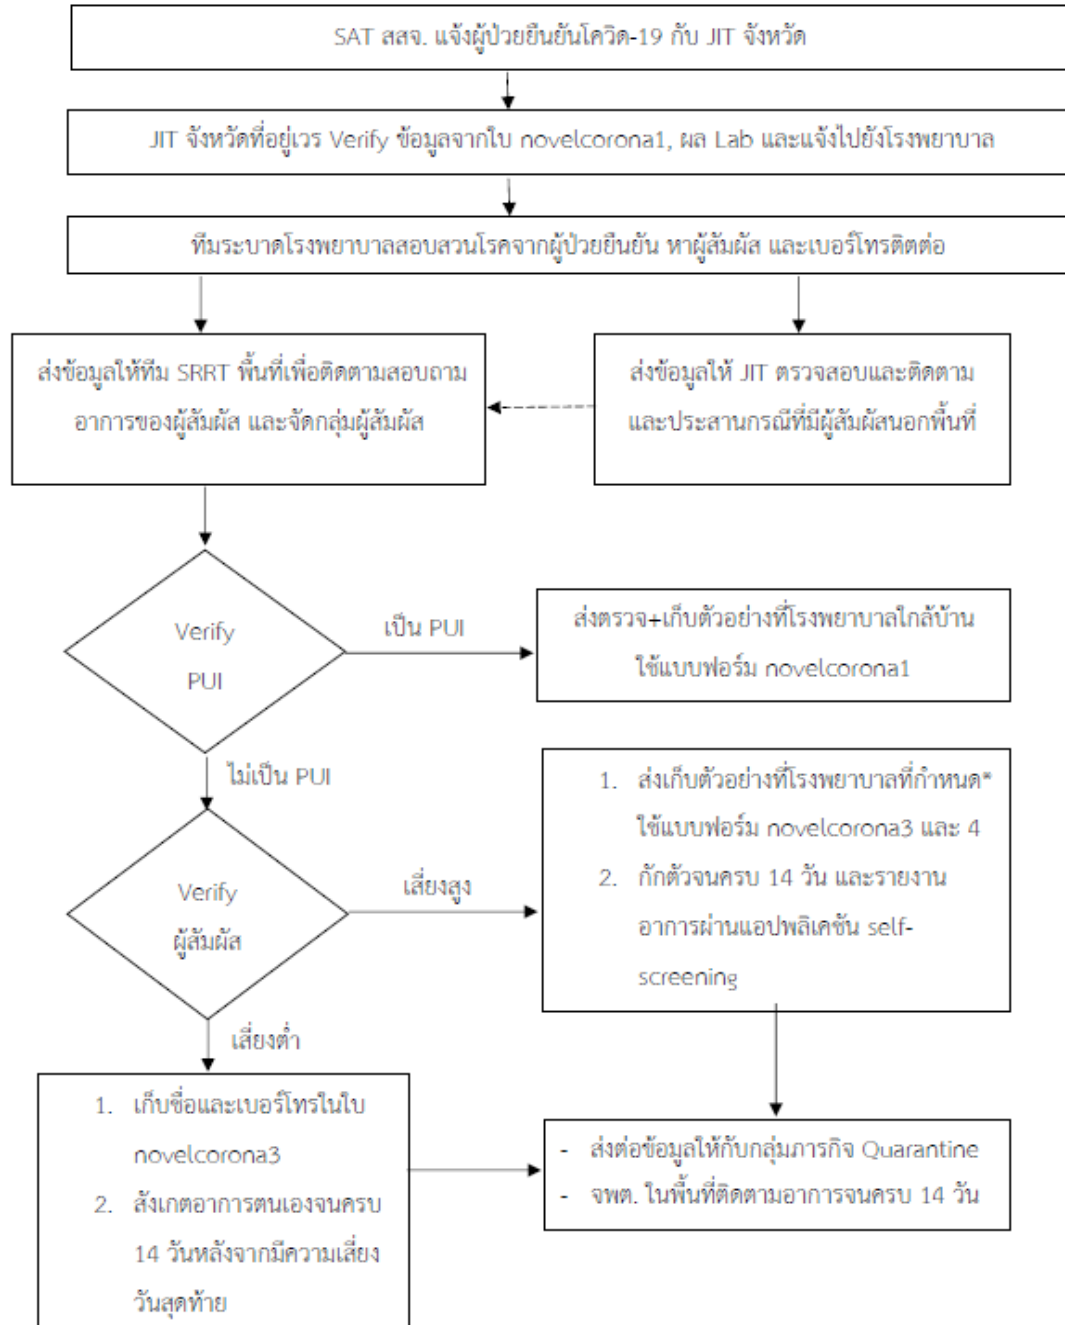 SAT สสจ. แจ้งผู้ป่วยยืนยันโควิด-19 กับ JIT จังหวัด
JIT จังหวัดที่อยู่เวร Verify ข้อมูลจากใบ novelcorona1, ผล Lab และแจ้งไปยังโรงพยาบาล
ทีมระบาดโรงพยาบาลสอบสวนโรคจากผู้ป่วยยืนยัน หาผู้สัมผัส และเบอร์โทรติตต่อ
ส่งข้อมูลให้ทีม SRRT พื้นที่เพื่อติดตามสอบถาม
อาการของผู้สัมผัส และจัดกลุ่มผู้สัมผัส
ส่งข้อมูลให้ JIT ตรวจสอบและติดตาม
และประสานกรณีที่มีผู้สัมผัสนอกพื้นที่
Verify
PUI
เป็น PUI
ส่งตรวจ+เก็บตัวอย่างที่โรงพยาบาลใกล้บ้าน
ใช้แบบฟอร์ม novelcorona1
ไม่เป็น PUI
Verify
ผู้สัมผัส
เสี่ยงสูง
1. ส่งเก็บตัวอย่างที่โรงพยาบาลที่กำหนด*
ใช้แบบฟอร์ม novelcorona3 และ 4
2. กักตัวจนครบ 14 วัน และรายงาน
อาการผ่านแอปพลิเคชัน self-
screening
เสี่ยงต่ำ
1. เก็บชื่อและเบอร์โทรในใบ
novelcorona3
2. สังเกตอาการตนเองจนครบ
14 วันหลังจากมีความเสี่ยง
วันสุดท้าย
- ส่งต่อข้อมูลให้กับกลุ่มภารกิจ Quarantine
- จพต. ในพื้นที่ติดตามอาการจนครบ 14 วัน